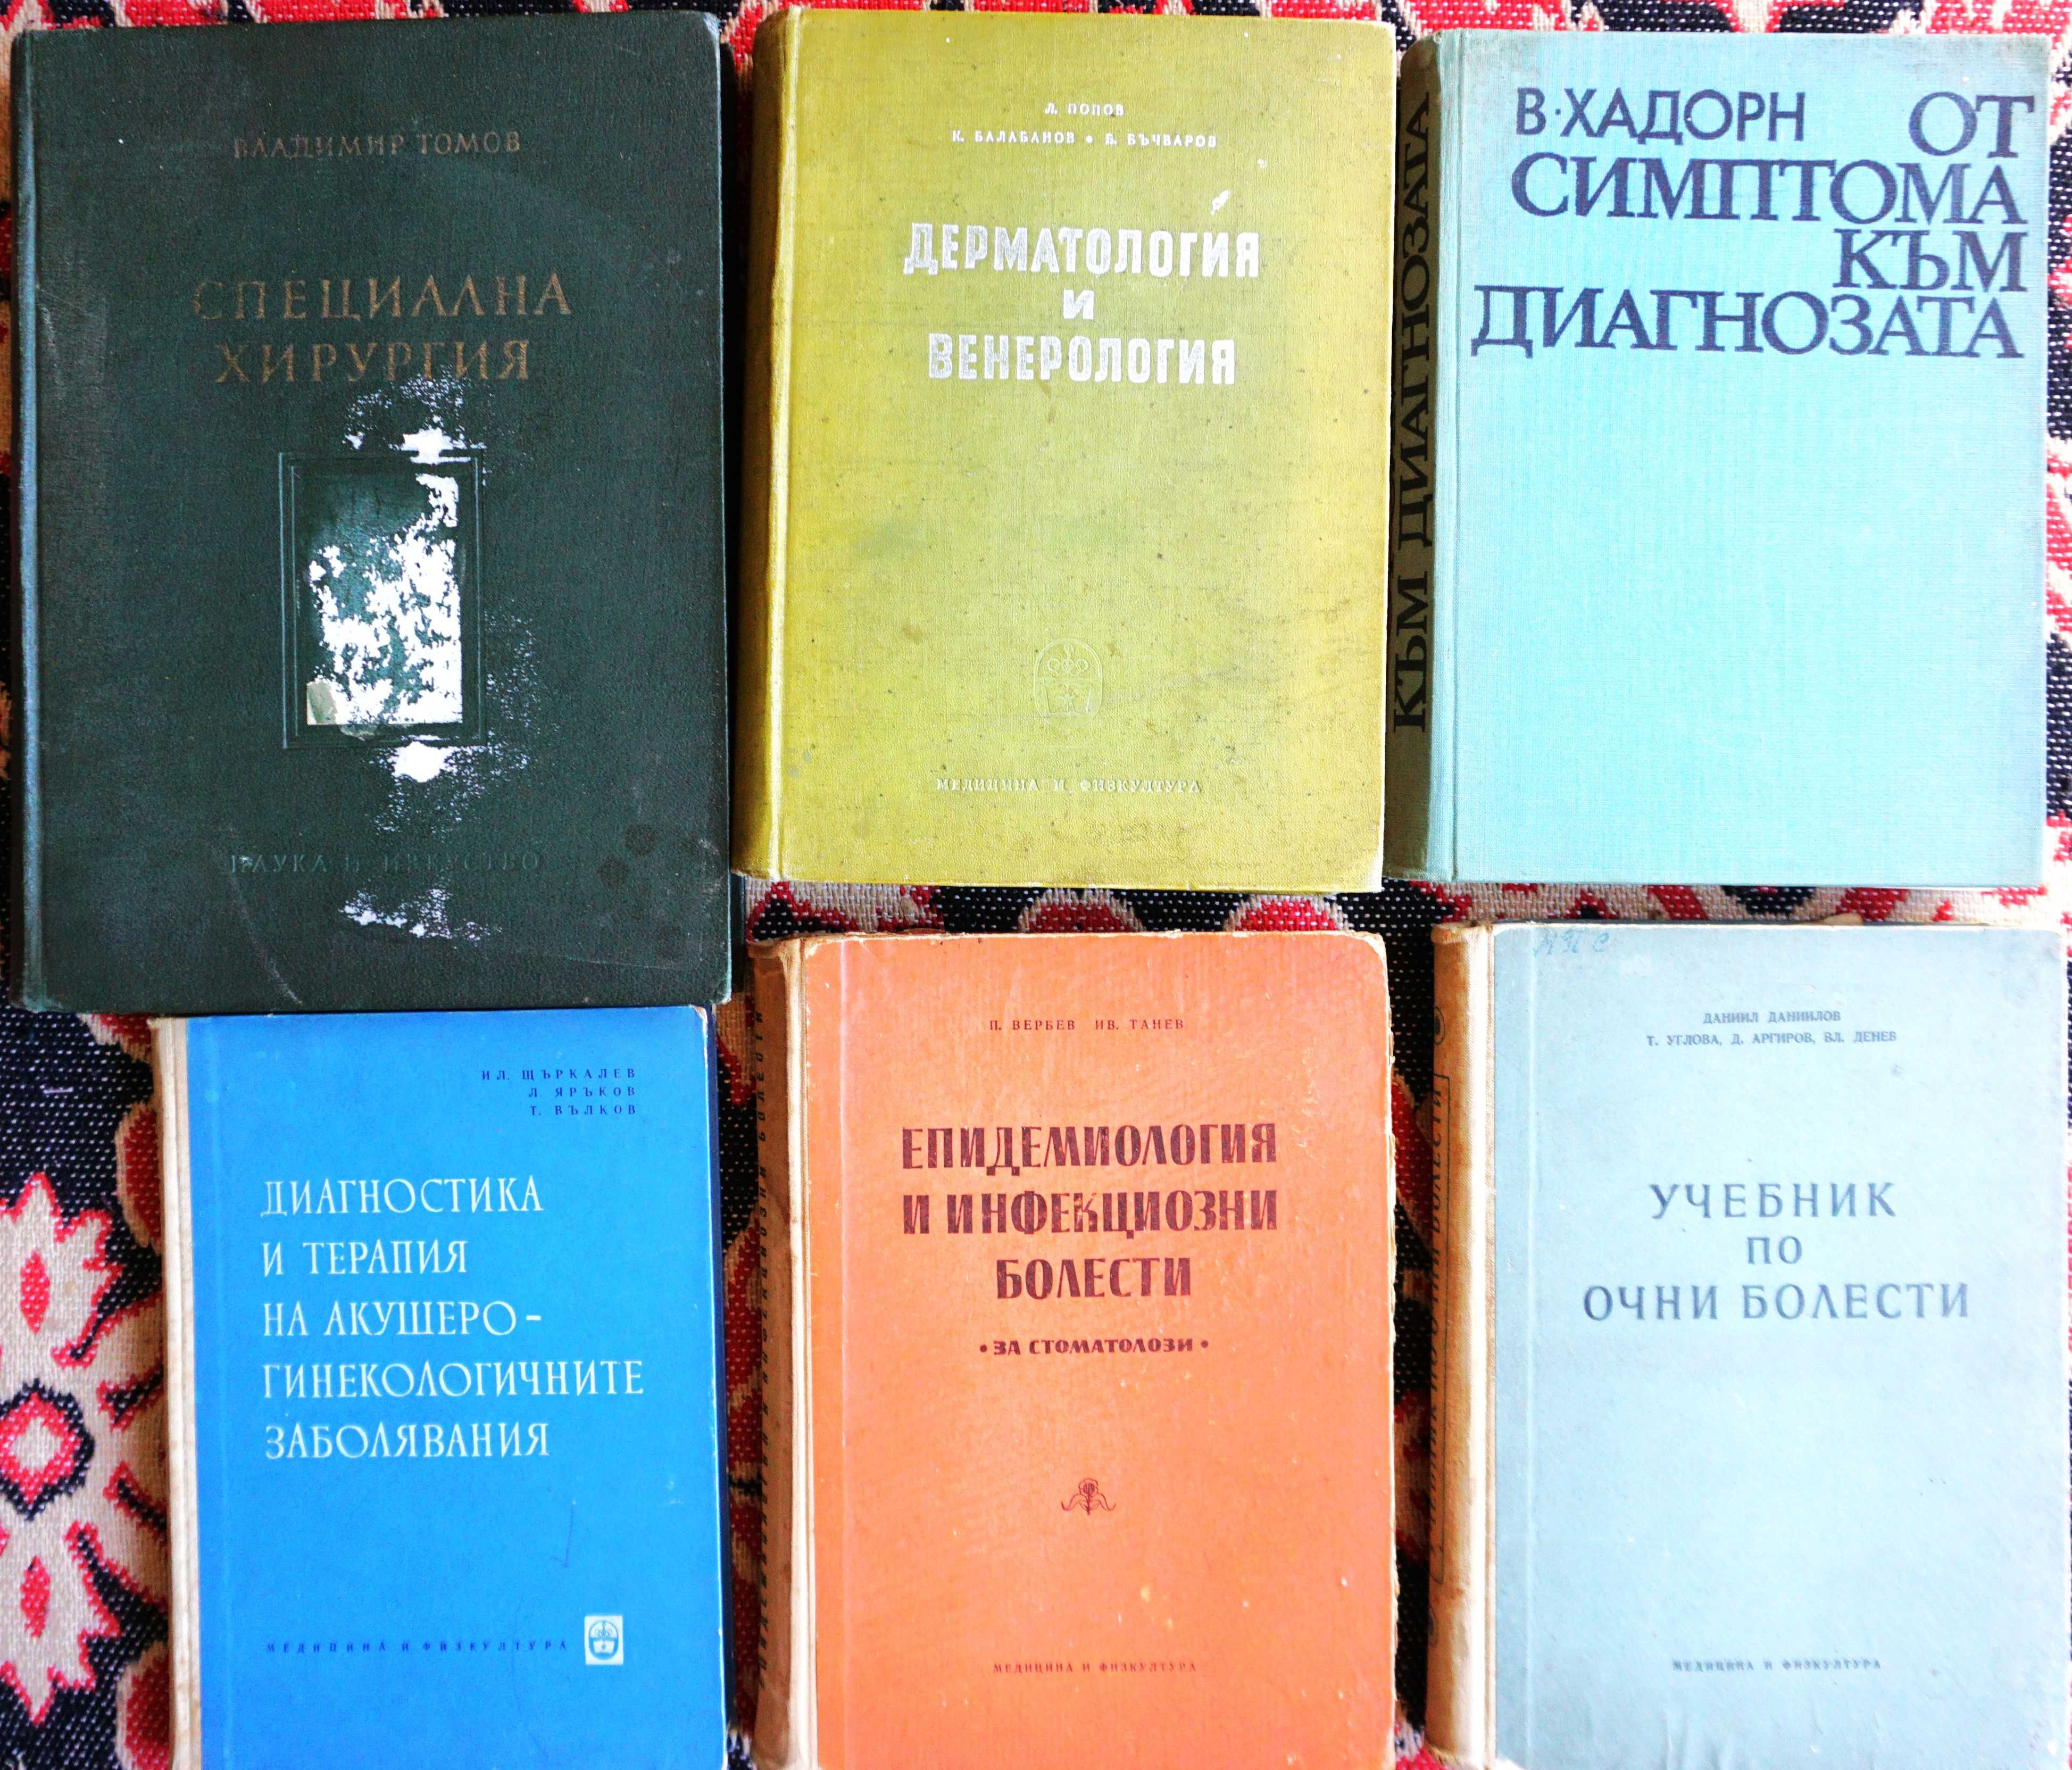 ВЛАДИМИР ТОМОВ
СПЕЦИАЛНА
ХИРУРГИЯ
НАУКА И ИЗКУСТВО
Л. ПОПОВ
К. БАЛАБАНОВ • Б. БЪЧВАРОВ
ДЕРМАТОЛОГИЯ
И
ВЕНЕРОЛОГИЯ
МЕДИЦИНА И ФИЗКУЛТУРА
КЪМ ДИАГНОЗАТА
В·ХАДОРН ОТ
СИМПТОМА
КЪМ
ДИАГНОЗАТА
ИЛ. ЩЪРКАЛЕВ
Л. ЯРЪКОВ
Т. ВЪЛКОВ
ДИАГНОСТИКА
И ТЕРАПИЯ
НА АКУШЕРО-
ГИНЕКОЛОГИЧНИТЕ
ЗАБОЛЯВАНИЯ
МЕДИЦИНА И ФИЗКУЛТУРА
П. ВЕРБЕВ ИВ. ТАНЕВ
ЕПИДЕМИОЛОГИЯ
И ИНФЕКЦИОЗНИ
БОЛЕСТИ
• ЗА СТОМАТОЛОЗИ •
МЕДИЦИНА И ФИЗКУЛТУРА
ДАНИИЛ ДАНИИЛОВ
Т. УГЛОВА, Д. АРГИРОВ, ВЛ. ДЕНЕВ
УЧЕБНИК
ПО
ОЧНИ БОЛЕСТИ
МЕДИЦИНА И ФИЗКУЛТУРА